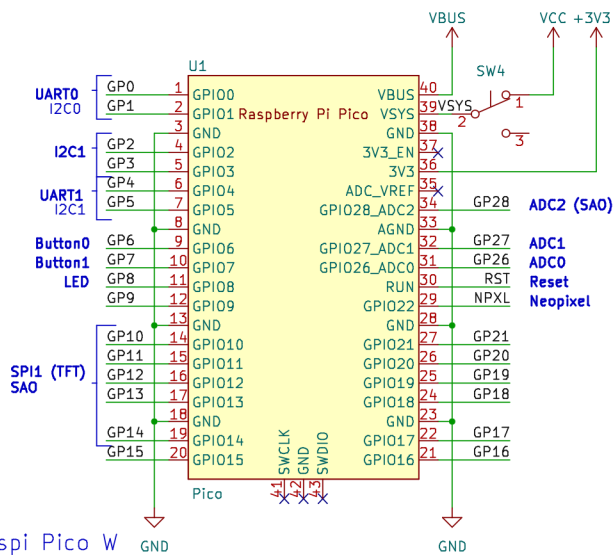 VBUS
VCC +3V3
U1
SW4
GP0 1 GPIO0 VBUS 40
UART0
I2C0
GP1 2 GPIO1 Raspberry Pi Pico VSYS 39 VSYS 2 1
3 GND GND 38
3
I2C1
GP2 4 GPIO2 3V3_EN 37
GP3 5 GPIO3 3V3 36
UART1
I2C1
GP4 6 GPIO4 ADC_VREF 35
GP5 7 GPIO5 GPIO28_ADC2 34 GP28 ADC2 (SAO)
8 GND AGND 33
Button0 GP6 9 GPIO6 GPIO27_ADC1 32 GP27 ADC1
Button1 GP7 10 GPIO7 GPIO26_ADC0 31 GP26 ADC0
LED GP8 11 GPIO8 RUN 30 RST Reset
GP9 12 GPIO9 GPIO22 29 NPXL Neopixel
13 GND GND 28
GP10 14 GPIO10 GPIO21 27 GP21
GP11 15 GPIO11 GPIO20 26 GP20
SPI1 (TFT)
SAO
GP12 16 GPIO12 GPIO19 25 GP19
GP13 17 GPIO13 GPIO18 24 GP18
18 GND GND 23
GP14 19 GPIO14 GPIO17 22 GP17
GP15 20 GPIO15 GPIO16 21 GP16
SWCLK GND SWDIO
41 42 43
Pico
spi Pico W
GND GND